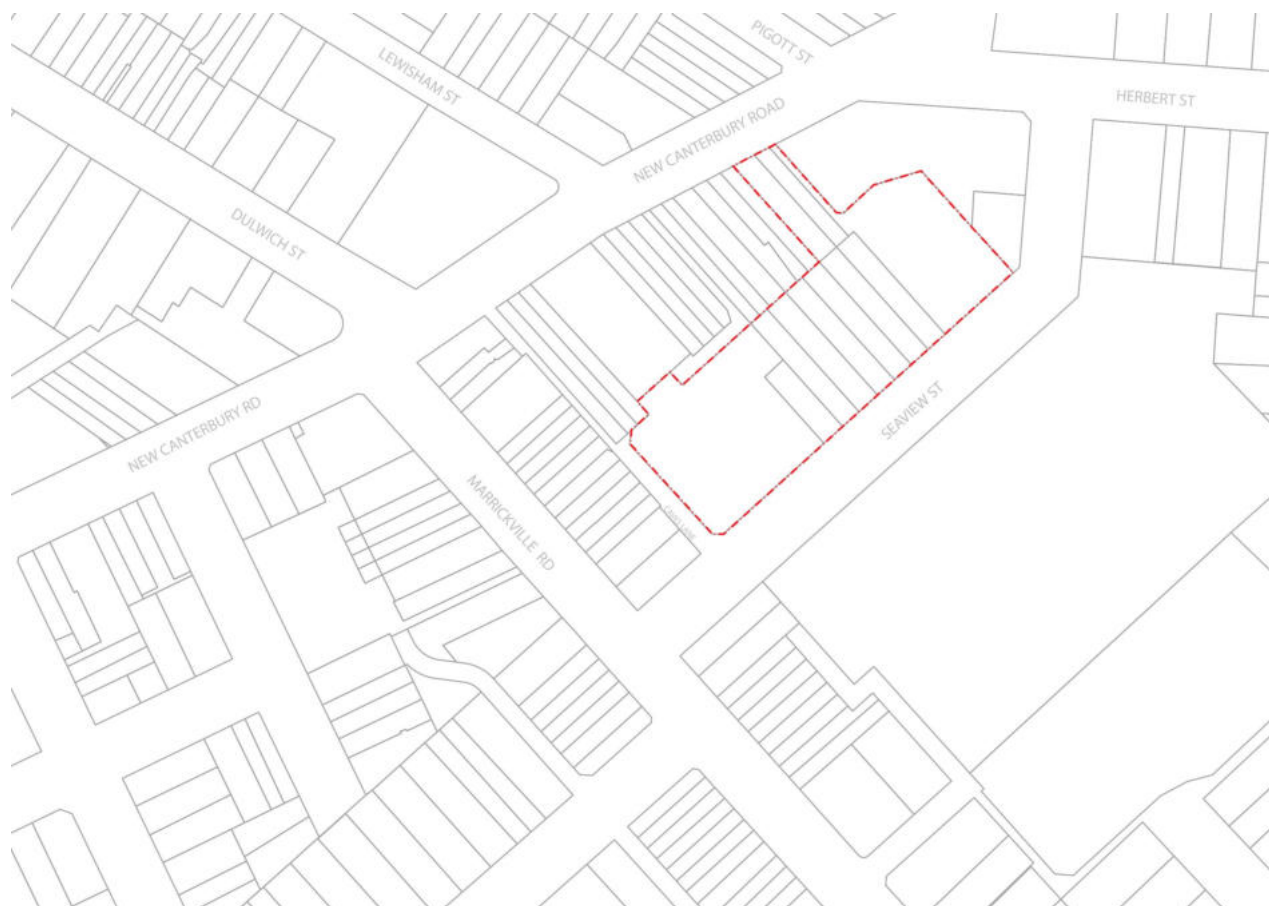 PIGOTT ST
LEWISHAM ST
HERBERT ST
NEW CANTERBURY ROAD
DULWICH ST
SEAVIEW ST
NEW CANTERBURY RD
MARRICKVILLE RD